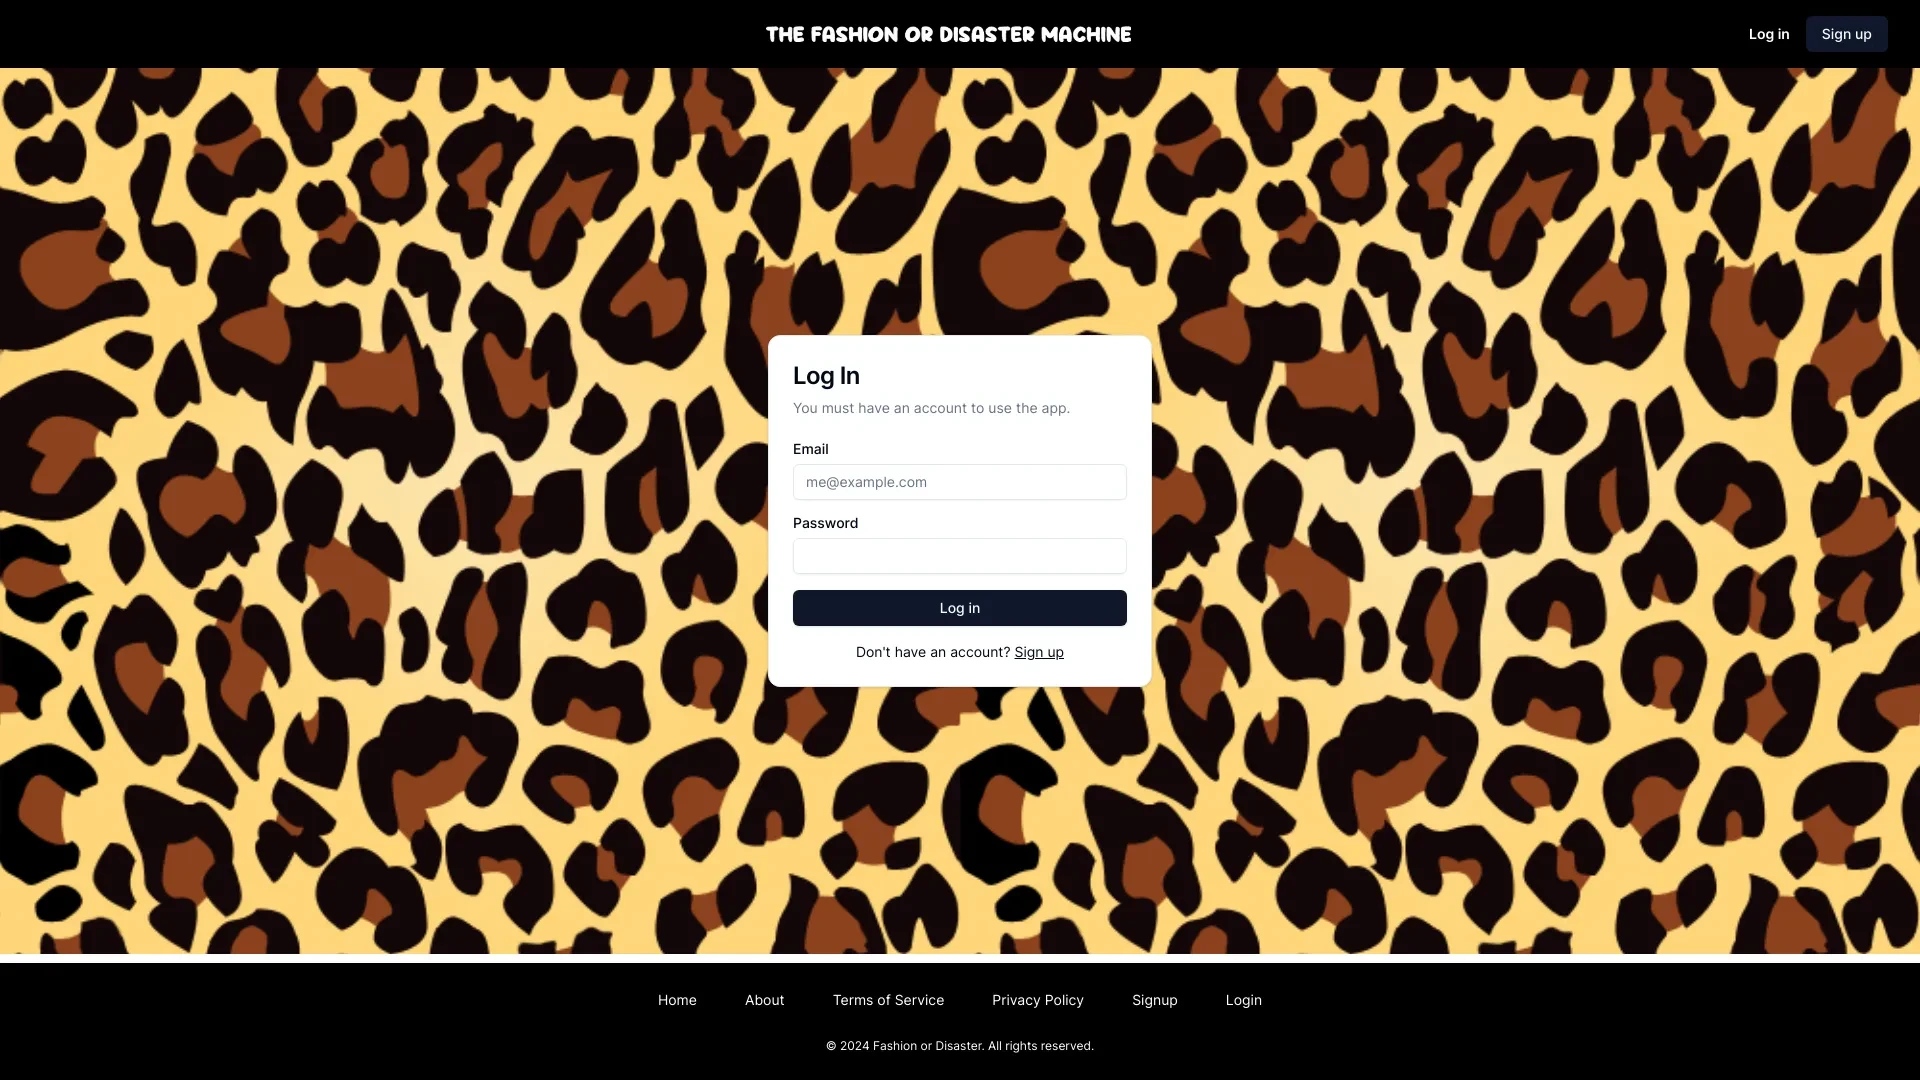 THE FASHION OR DISASTER MACHINE
Log in
Sign up
Log In
You must have an account to use the app.
Email
me@example.com
Password
Log in
Don't have an account? Sign up
Home About Terms of Service Privacy Policy Signup Login
© 2024 Fashion or Disaster. All rights reserved.